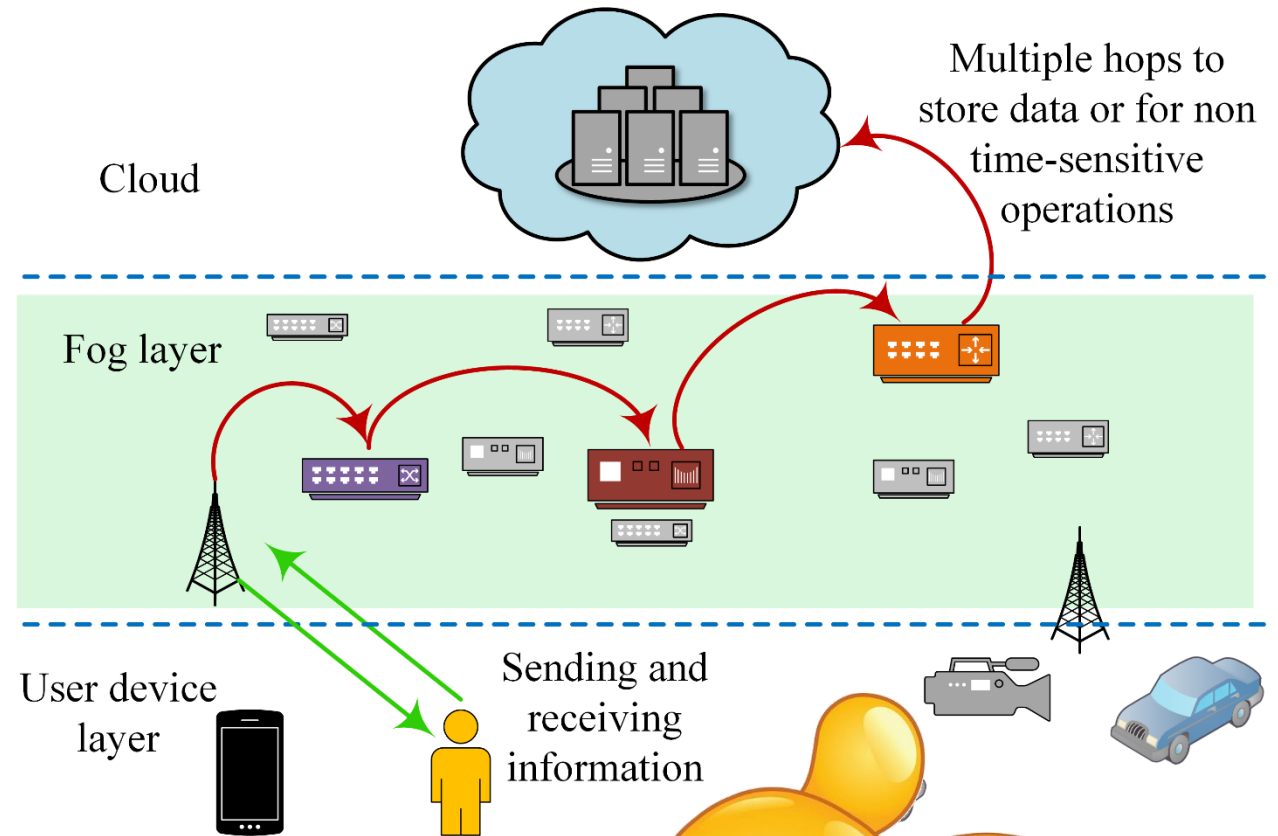 Multiple hops to
store data or for non
time-sensitive
operations
Cloud
Fog layer
User device
layer
Sending and
receiving
information